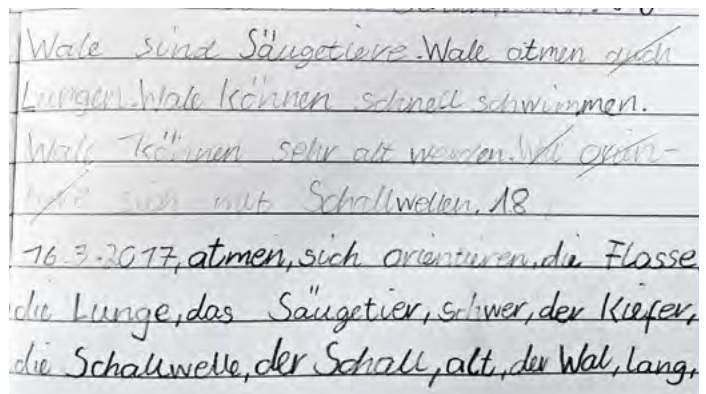 Wale sind Säugetiere. Wale atmen auch
Lungen. Wale können schnell schwimmen.
Wale können sehr alt werden. Wal orien-
tiere sich mit Schallwellen. 18
16.3.2017, atmen, sich orientieren, die Flosse
die Lunge, das Säugetier, schwer, der Kiefer,
die Schallwelle, der Schall, alt, der Wal, lang,